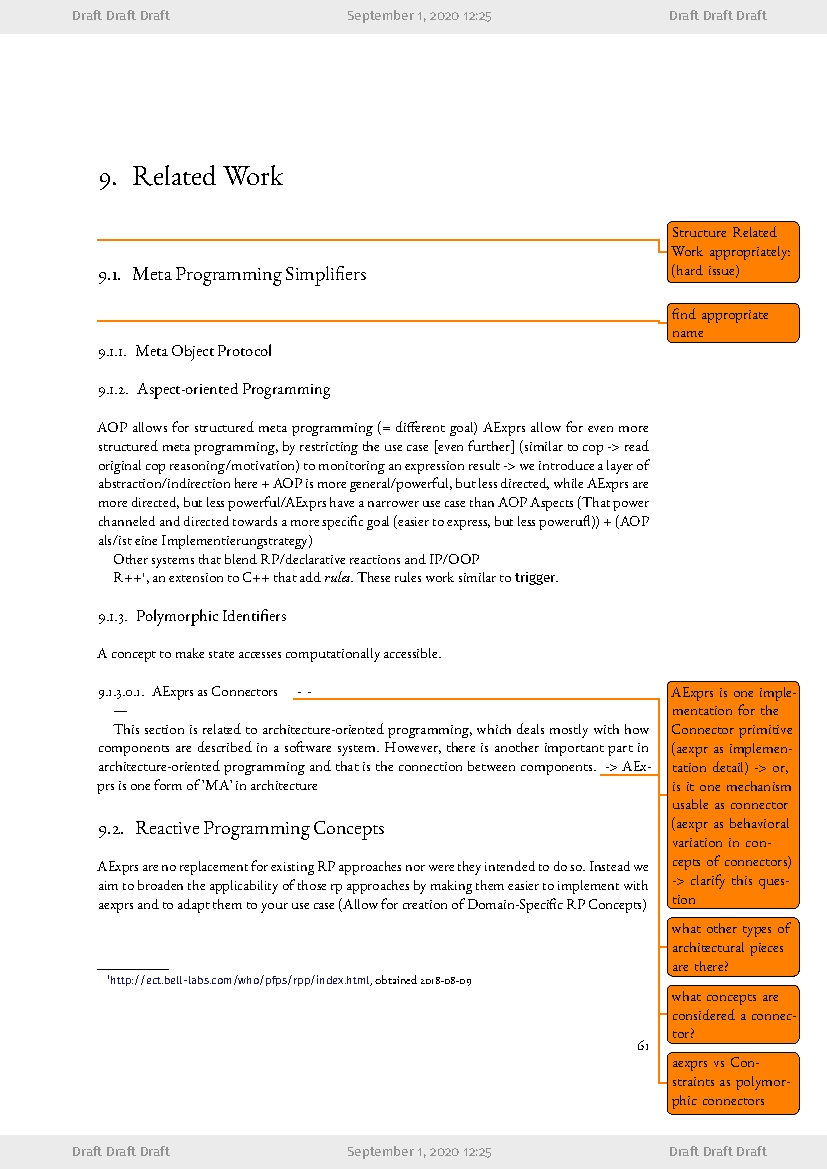 Draft Draft Draft September 1, 2020 12:25 Draft Draft Draft
9. Related Work
Structure Related
Work appropriately:
(hard issue)
9.1. Meta Programming Simplifiers
find appropriate
name
9.1.1. Meta Object Protocol
9.1.2. Aspect-oriented Programming
AOP allows for structured meta programming (= different goal) AExprs allow for even more
structured meta programming, by restricting the use case [even further] (similar to cop -> read
original cop reasoning/motivation) to monitoring an expression result -> we introduce a layer of
abstraction/indirection here + AOP is more general/powerful, but less directed, while AExprs are
more directed, but less powerful/AExprs have a narrower use case than AOP Aspects (That power
channeled and directed towards a more specific goal (easier to express, but less powerufl)) + (AOP
als/ist eine Implementierungstrategy)
Other systems that blend RP/declarative reactions and IP/OOP
R++¹, an extension to C++ that add rules. These rules work similar to trigger.
9.1.3. Polymorphic Identifiers
A concept to make state accesses computationally accessible.
9.1.3.0.1. AExprs as Connectors - -
—
This section is related to architecture-oriented programming, which deals mostly with how
components are described in a software system. However, there is another important part in
architecture-oriented programming and that is the connection between components. -> AEx-
prs is one form of 'MA' in architecture
AExprs is one imple-
mentation for the
Connector primitive
(aexpr as implemen-
tation detail) -> or,
is it one mechanism
usable as connector
(aexpr as behavioral
variation in con-
cepts of connectors)
-> clarify this ques-
tion
what other types of
architectural pieces
are there?
what concepts are
considered a connec-
tor?
aexprs vs Con-
straints as polymor-
phic connectors
9.2. Reactive Programming Concepts
AExprs are no replacement for existing RP approaches nor were they intended to do so. Instead we
aim to broaden the applicability of those rp approaches by making them easier to implement with
aexprs and to adapt them to your use case (Allow for creation of Domain-Specific RP Concepts)
¹http://ect.bell-labs.com/who/pfps/rpp/index.html, obtained 2018-08-09
61
Draft Draft Draft September 1, 2020 12:25 Draft Draft Draft